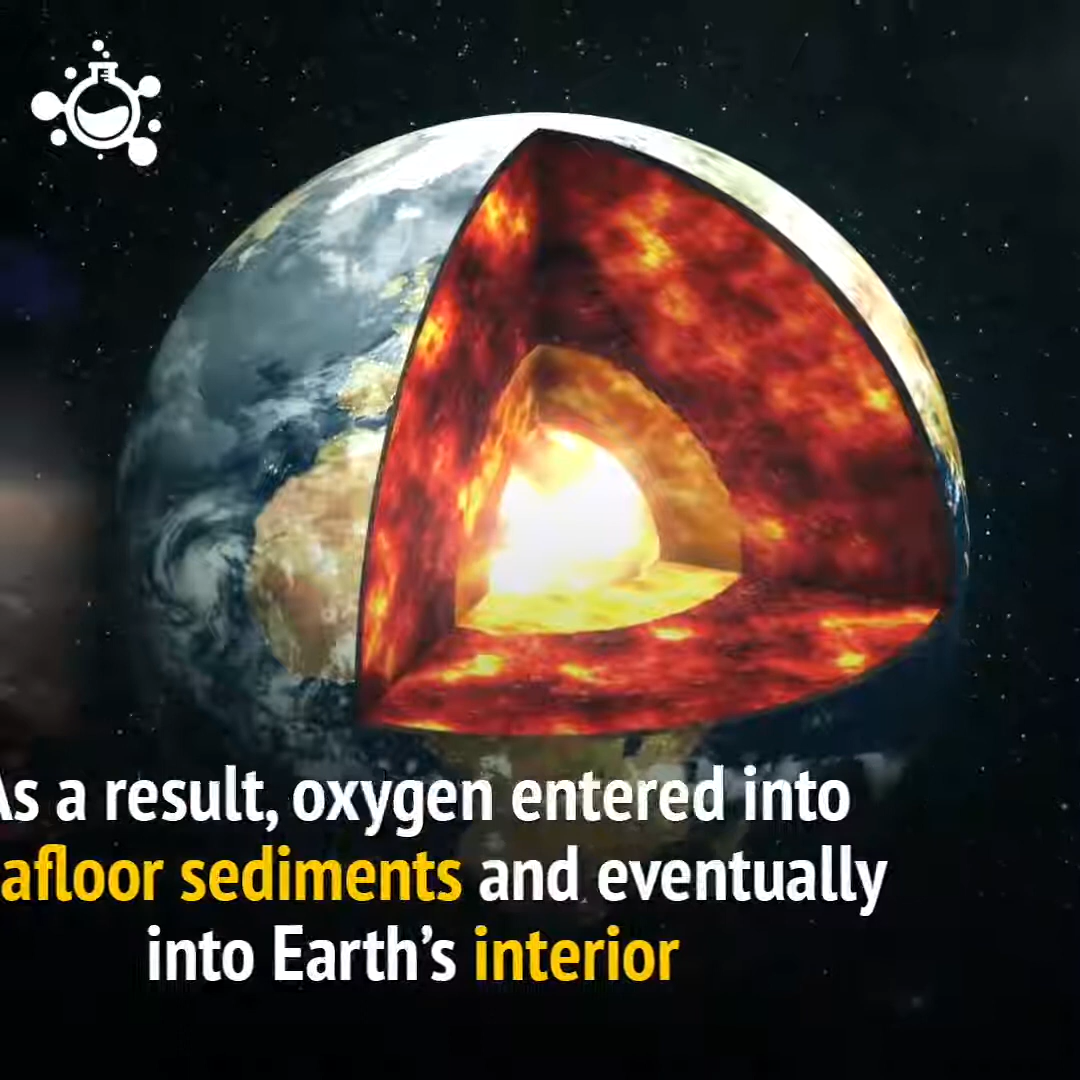 As a result, oxygen entered into
afloor sediments and eventually
into Earth's interior